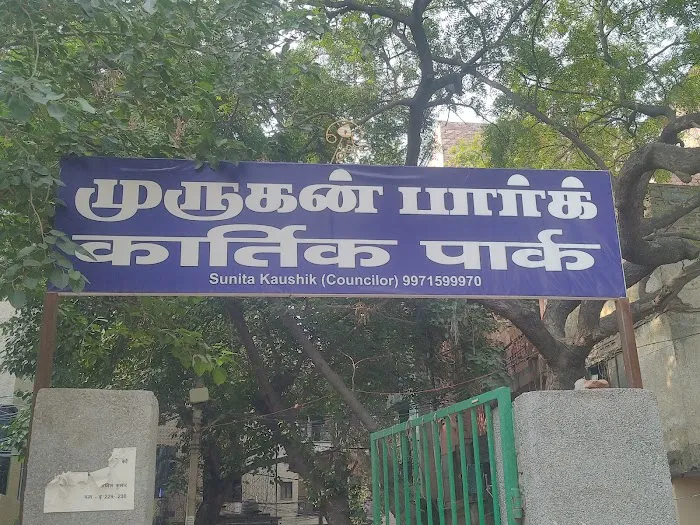 முருகன் பார்க்
कार्तिक पार्क
Sunita Kaushik (Councilor) 9971599970